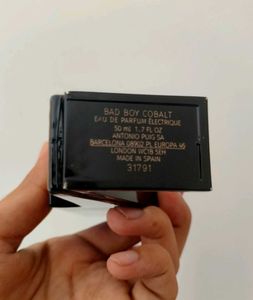 BAD BOY COBALT
EAU DE PARFUM ÉLECTRIQUE
50 ml 1.7 FL OZ
ANTONIO PUIG SA
BARCELONA 08902 PL EUROPA 46
LONDON WC1B 5EH
MADE IN SPAIN
31791